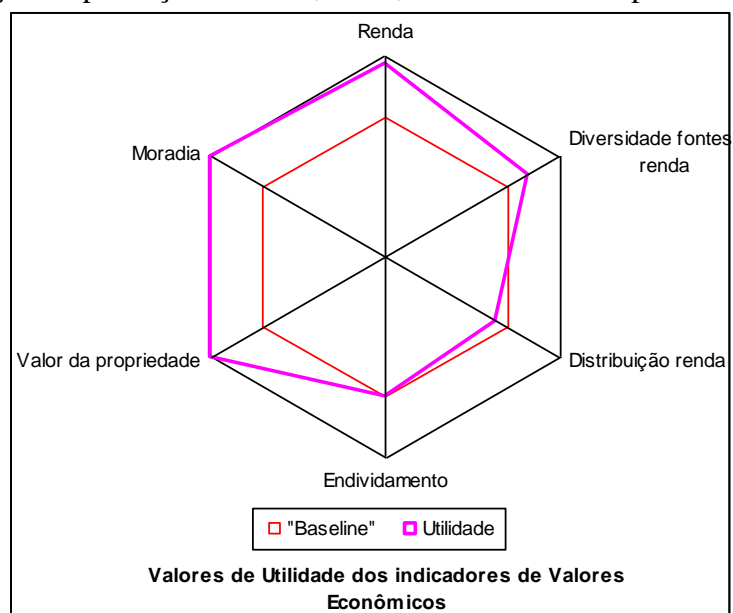 Renda
Diversidade fontes
renda
Moradia
Valor da propriedade
Distribuição renda
Endividamento
"Baseline" Utilidade
Valores de Utilidade dos indicadores de Valores
Econômicos